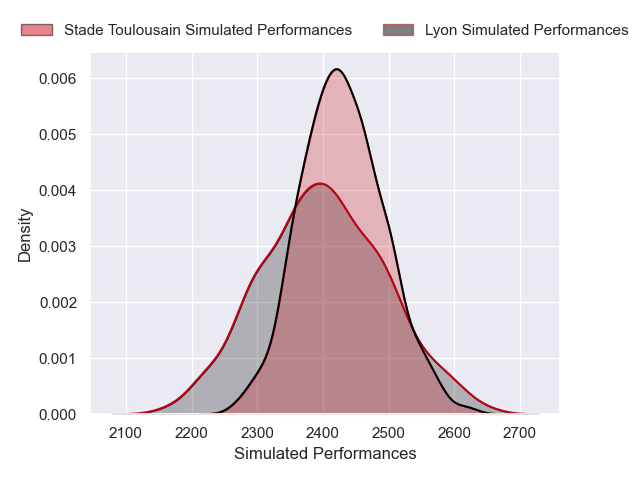 Stade Toulousain Simulated Performances
Lyon Simulated Performances
0.006
0.005
0.004
0.003
0.002
0.001
0.000
Density
2100 2200 2300 2400 2500 2600 2700
Simulated Performances